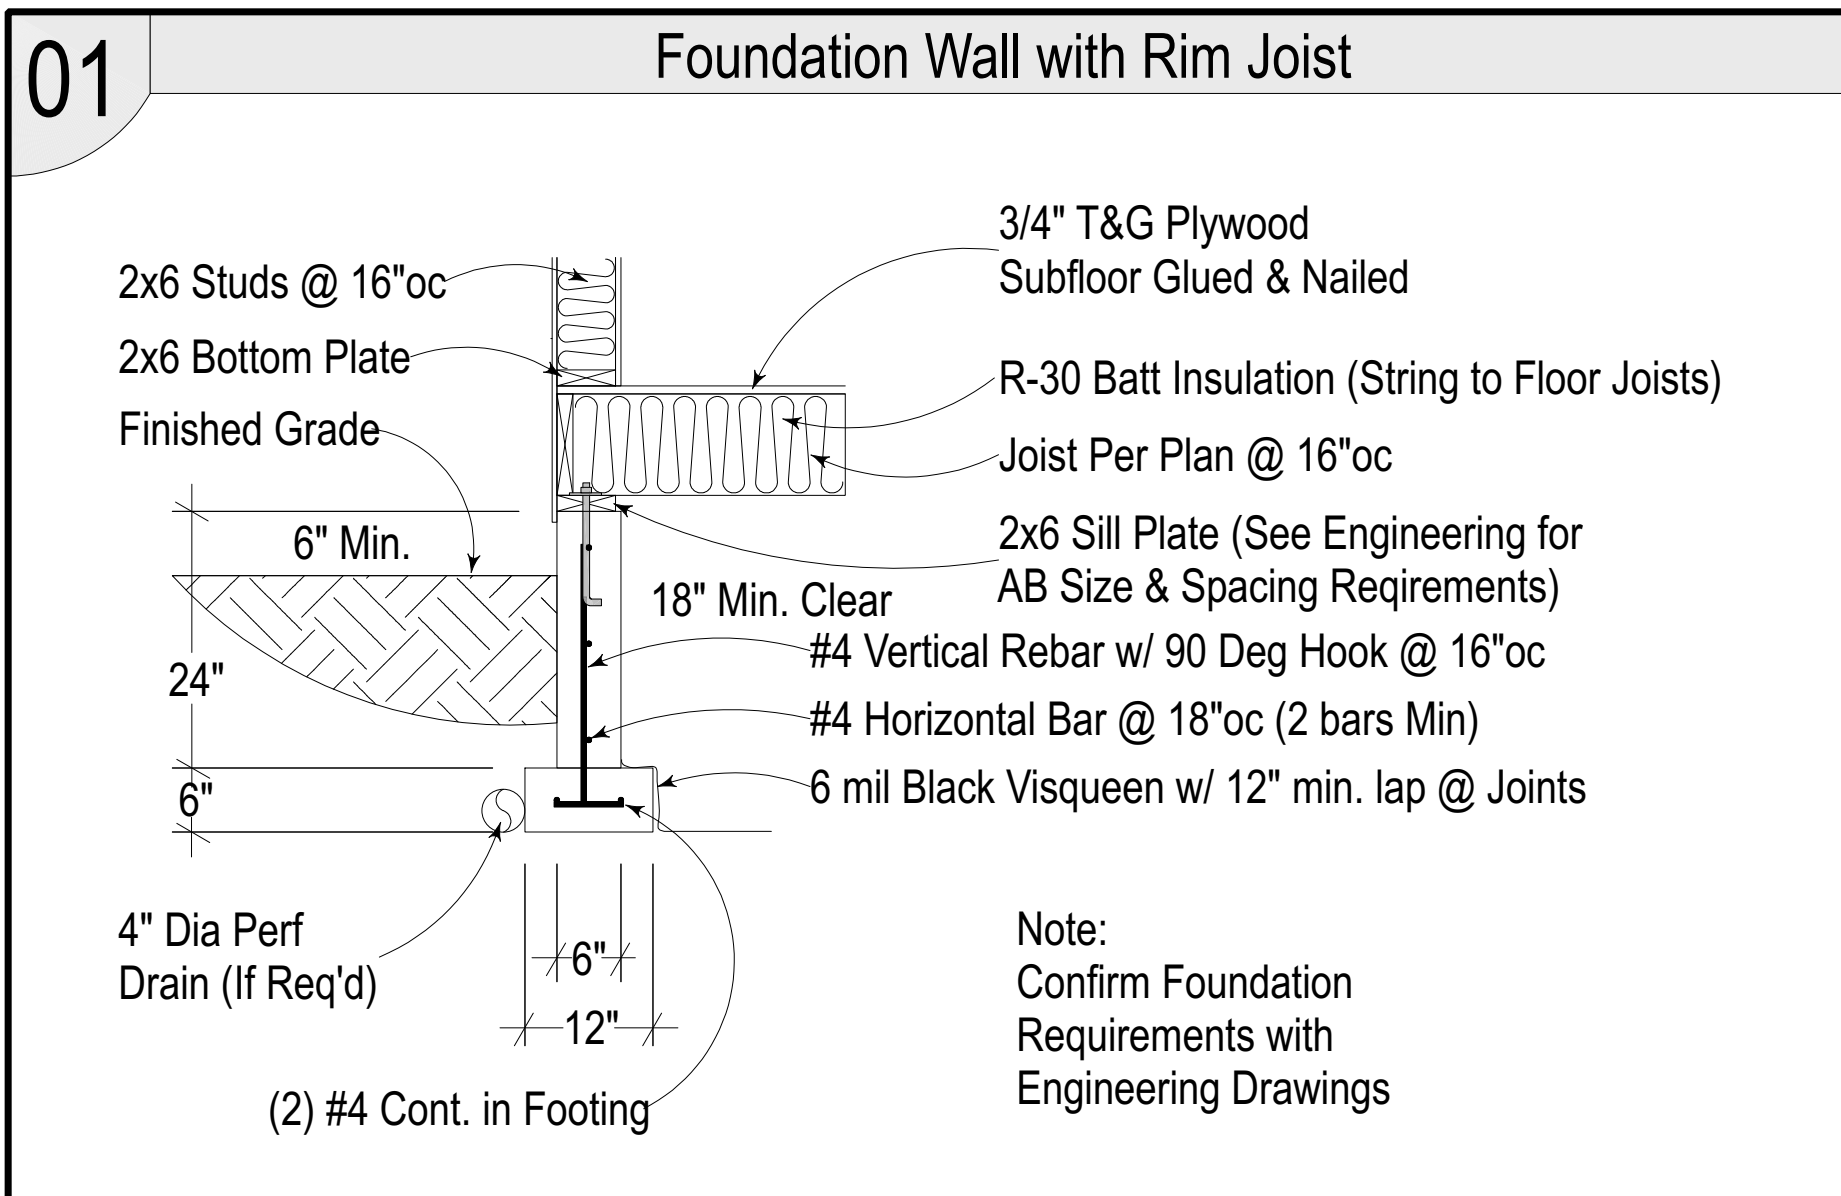 01
Foundation Wall with Rim Joist
3/4" T&G Plywood
Subfloor Glued & Nailed
2x6 Studs @ 16"oc
2x6 Bottom Plate
R-30 Batt Insulation (String to Floor Joists)
Finished Grade
Joist Per Plan @ 16"oc
6" Min.
2x6 Sill Plate (See Engineering for
AB Size & Spacing Reqirements)
18" Min. Clear
#4 Vertical Rebar w/ 90 Deg Hook @ 16"oc
24"
#4 Horizontal Bar @ 18"oc (2 bars Min)
6"
6 mil Black Visqueen w/ 12" min. lap @ Joints
4" Dia Perf
Drain (If Req'd)
6"
12"
(2) #4 Cont. in Footing
Note:
Confirm Foundation
Requirements with
Engineering Drawings